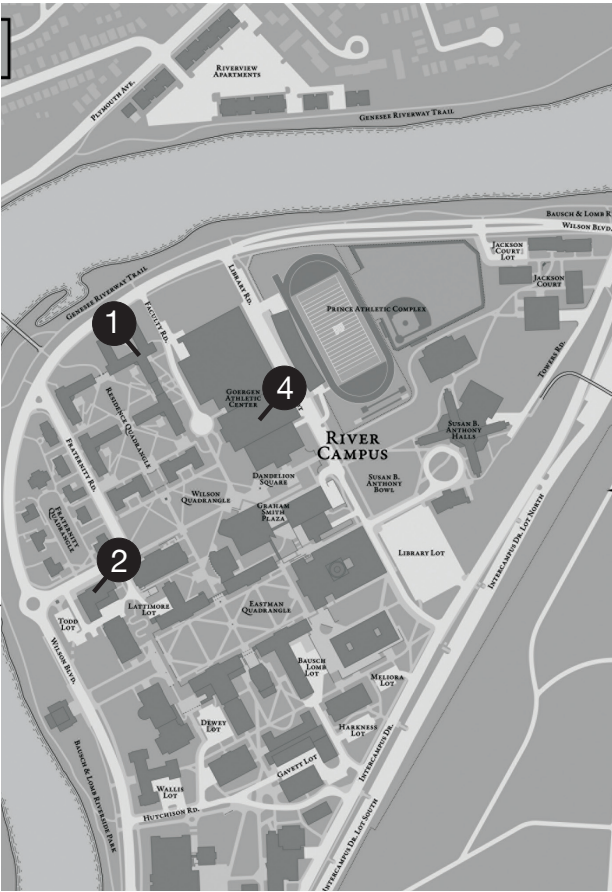 RIVERVIEW
APARTMENTS
PLYMOUTH AVE.
GENESEE RIVERWAY TRAIL
BAUSCH & LOMB R
WILSON BLVD.
JACKSON
COURT
LOT
JACKSON
COURT
GENESEE RIVERWAY TRAIL
LIBRARY RD.
FACULTY RD.
PRINCE ATHLETIC COMPLEX
1
TOWERS RD.
4
GOERGEN
ATHLETIC
CENTER
RESIDENCE QUADRANGLE
RIVER
CAMPUS
SUSAN B.
ANTHONY
HALLS
FRATERNITY RD.
DANDELION
SQUARE
SUSAN B.
ANTHONY
BOWL
WILSON
QUADRANGLE
GRAHAM
SMITH
PLAZA
FRATERNITY
QUADRANGLE
INTERCAMPUS DR. LOT NORTH
LIBRARY LOT
2
LATTIMORE
LOT
EASTMAN
QUADRANGLE
TODD
LOT
WILSON BLVD.
BAUSCH
LOMB
LOT
MELIORA
LOT
DEWEY
LOT
HARKNESS
LOT
INTERCAMPUS DR.
GAVETT LOT
BAUSCH & LOMB RIVERSIDE PARK
WALLIS
LOT
HUTCHISON RD.
INTERCAMPUS DR. LOT SOUTH